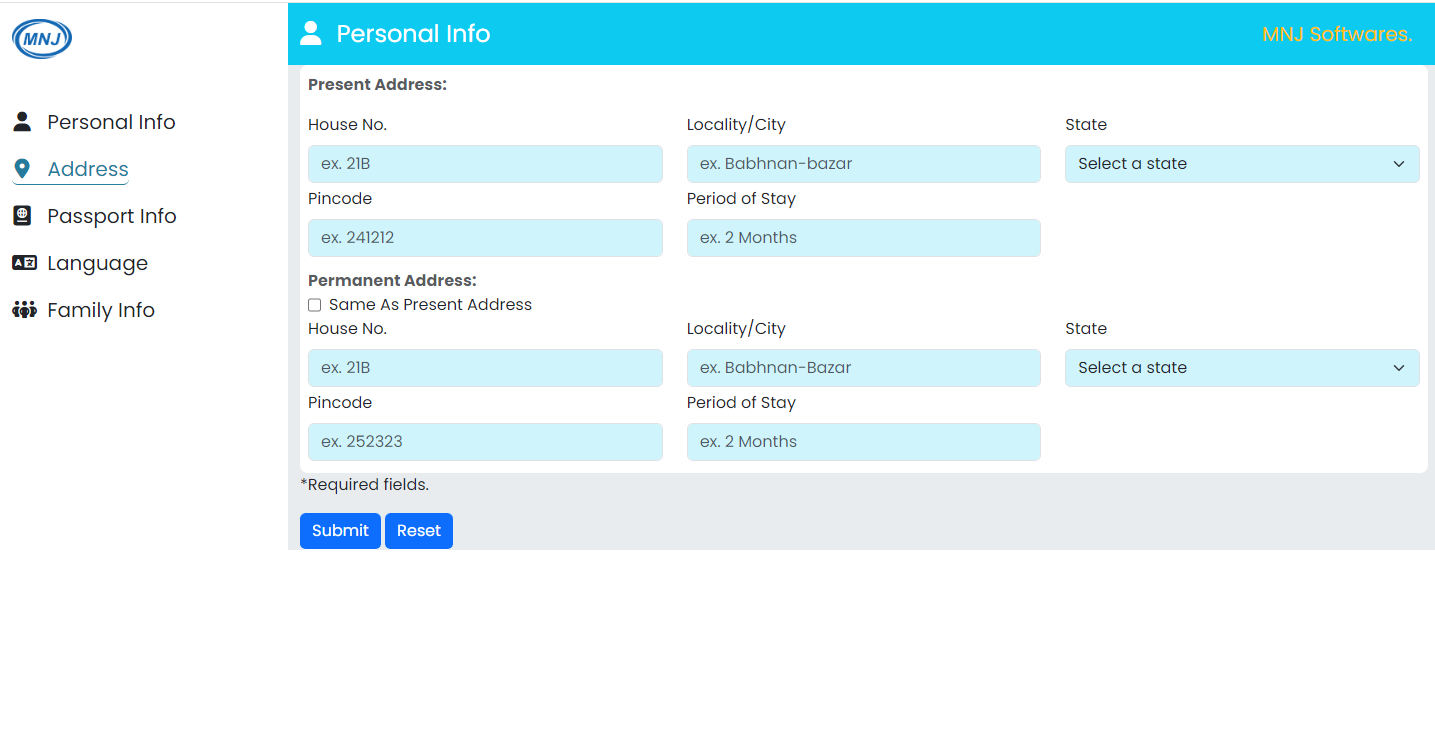 MNJ
Personal Info
Address
Passport Info
Language
Family Info
Personal Info MNJ Softwares.
Present Address:
House No. Locality/City State
ex. 21B ex. Babhnan-bazar Select a state
Pincode Period of Stay
ex. 241212 ex. 2 Months
Permanent Address:
Same As Present Address
House No. Locality/City State
ex. 21B ex. Babhnan-Bazar Select a state
Pincode Period of Stay
ex. 252323 ex. 2 Months
*Required fields.
Submit Reset